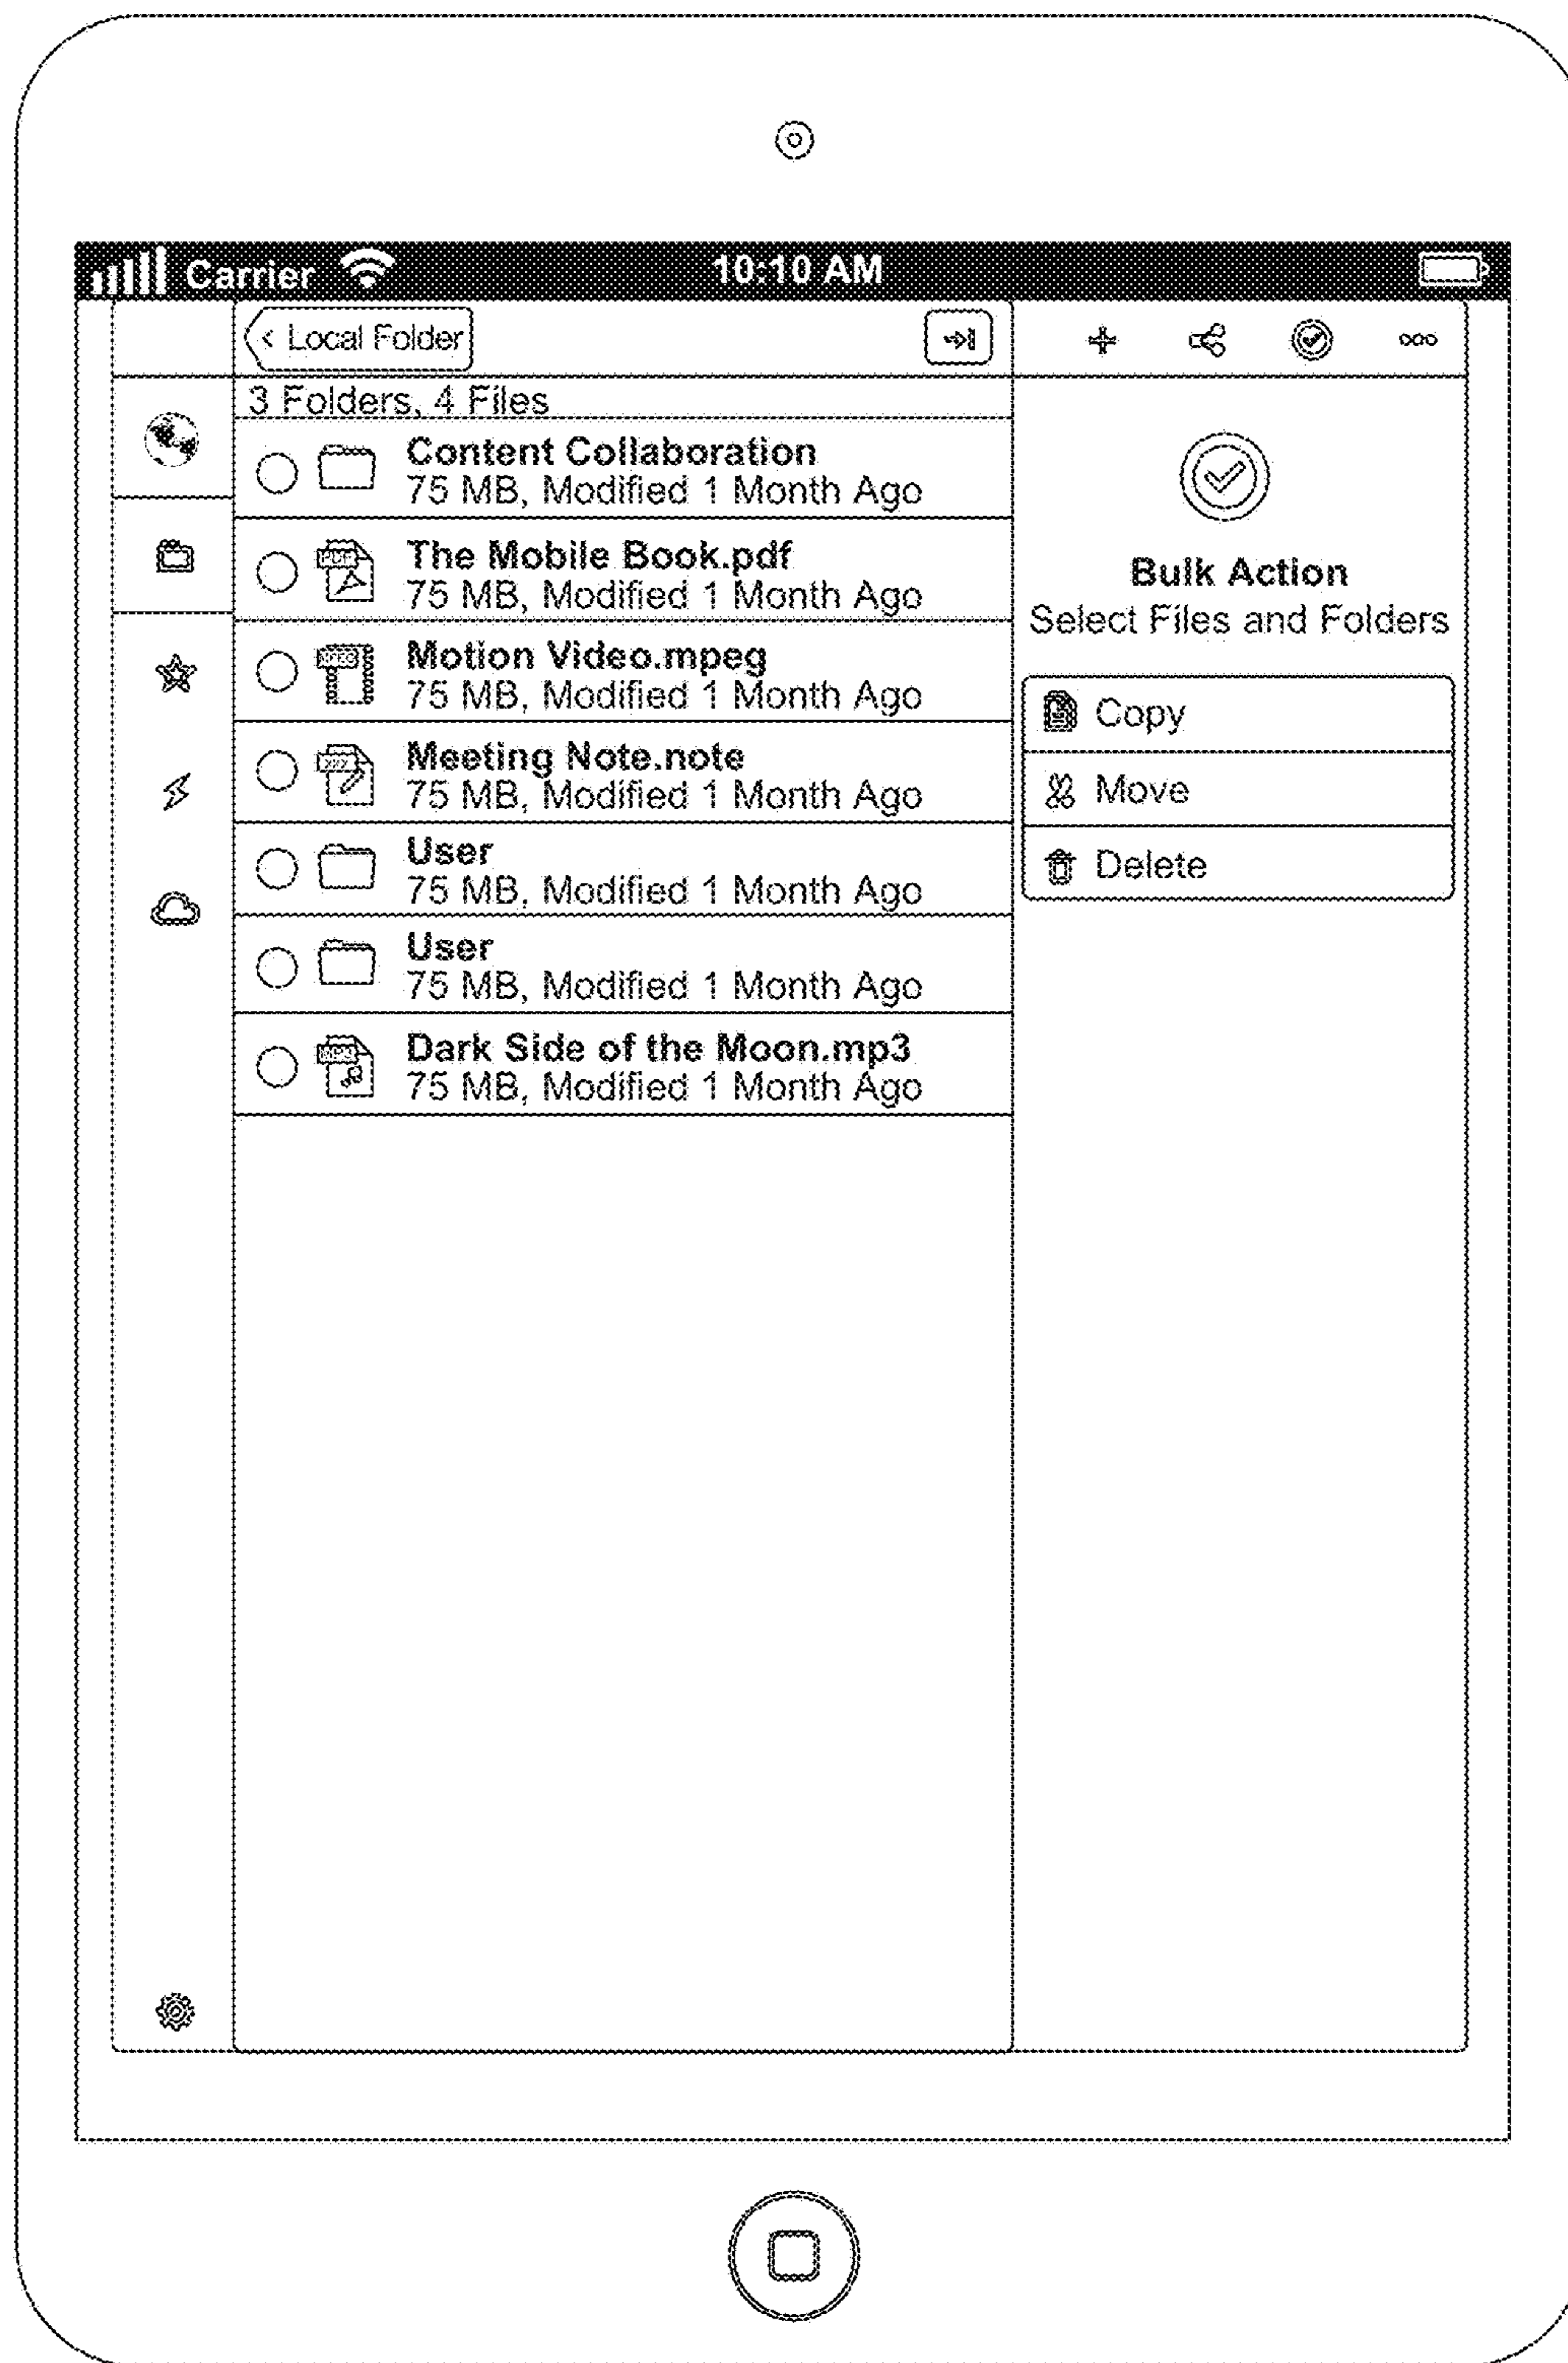 Carrier 10:10 AM
< Local Folder
3 Folders, 4 Files
Content Collaboration
75 MB, Modified 1 Month Ago
PDF
The Mobile Book.pdf
75 MB, Modified 1 Month Ago
Motion Video.mpeg
75 MB, Modified 1 Month Ago
Meeting Note.note
75 MB, Modified 1 Month Ago
User
75 MB, Modified 1 Month Ago
User
75 MB, Modified 1 Month Ago
MP3
Dark Side of the Moon.mp3
75 MB, Modified 1 Month Ago
Bulk Action
Select Files and Folders
Copy
Move
Delete